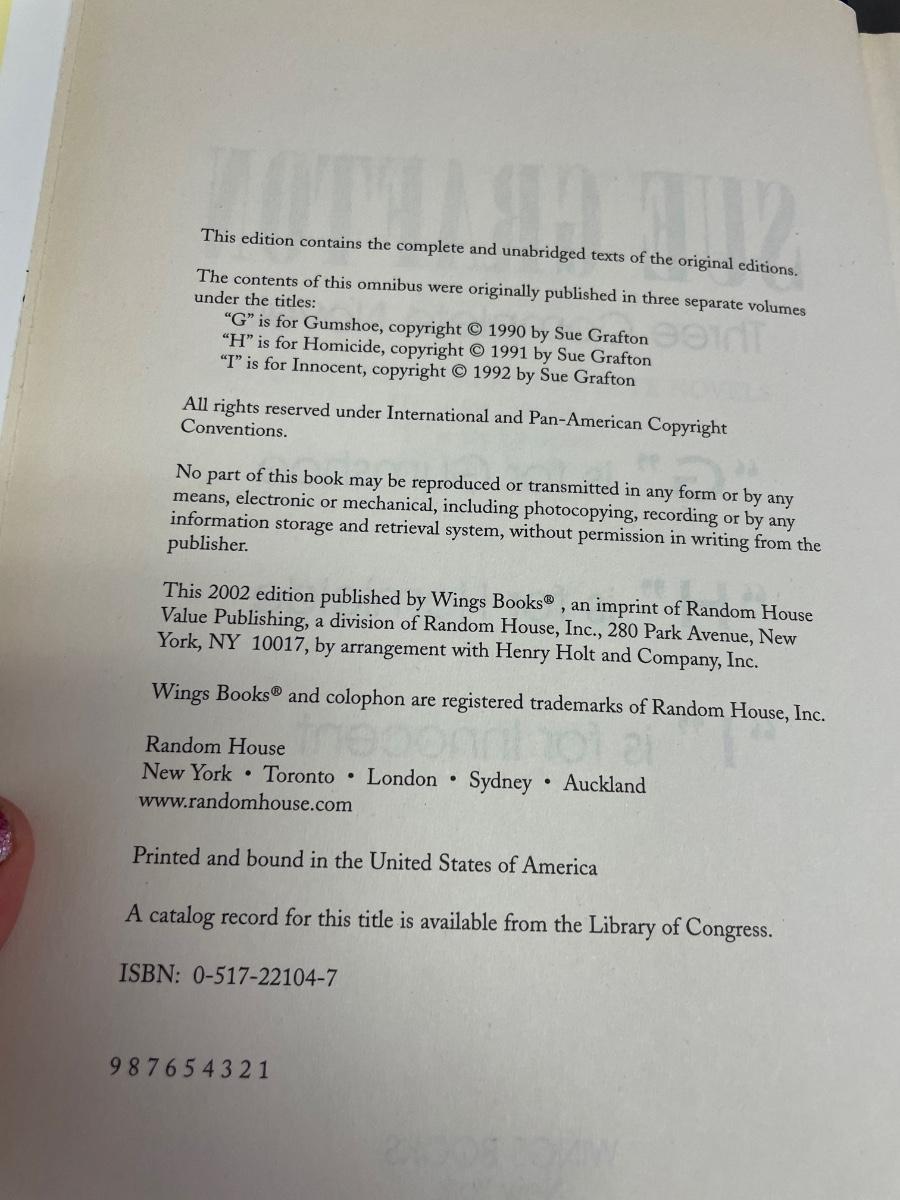 This edition contains the complete and unabridged texts of the original editions.
The contents of this omnibus were originally published in three separate volumes
under the titles:
“G” is for Gumshoe, copyright © 1990 by Sue Grafton
“H” is for Homicide, copyright © 1991 by Sue Grafton
“I” is for Innocent, copyright © 1992 by Sue Grafton
All rights reserved under International and Pan-American Copyright
Conventions.
No part of this book may be reproduced or transmitted in any form or by any
means, electronic or mechanical, including photocopying, recording or by any
information storage and retrieval system, without permission in writing from the
publisher.
This 2002 edition published by Wings Books® , an imprint of Random House
Value Publishing, a division of Random House, Inc., 280 Park Avenue, New
York, NY 10017, by arrangement with Henry Holt and Company, Inc.
Wings Books® and colophon are registered trademarks of Random House, Inc.
Random House
New York • Toronto • London • Sydney • Auckland
www.randomhouse.com
Printed and bound in the United States of America
A catalog record for this title is available from the Library of Congress.
ISBN: 0-517-22104-7
9 8 7 6 5 4 3 2 1